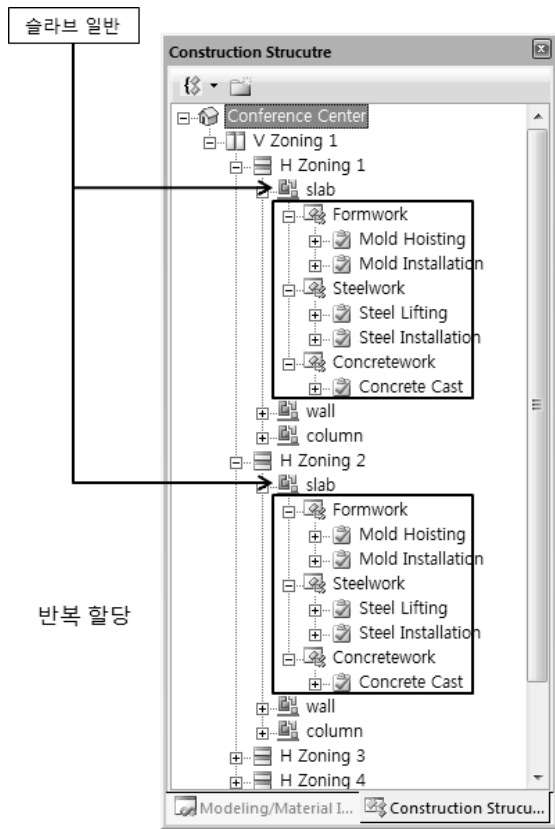 슬라브 일반
Construction Strucutre
Conference Center
V Zoning 1
H Zoning 1
slab
Formwork
Mold Hoisting
Mold Installation
Steelwork
Steel Lifting
Steel Installation
Concretework
Concrete Cast
wall
column
H Zoning 2
slab
Formwork
Mold Hoisting
Mold Installation
반복 할당
Steelwork
Steel Lifting
Steel Installation
Concretework
Concrete Cast
wall
column
H Zoning 3
H Zoning 4
Modeling/Material I... Construction Strucu...